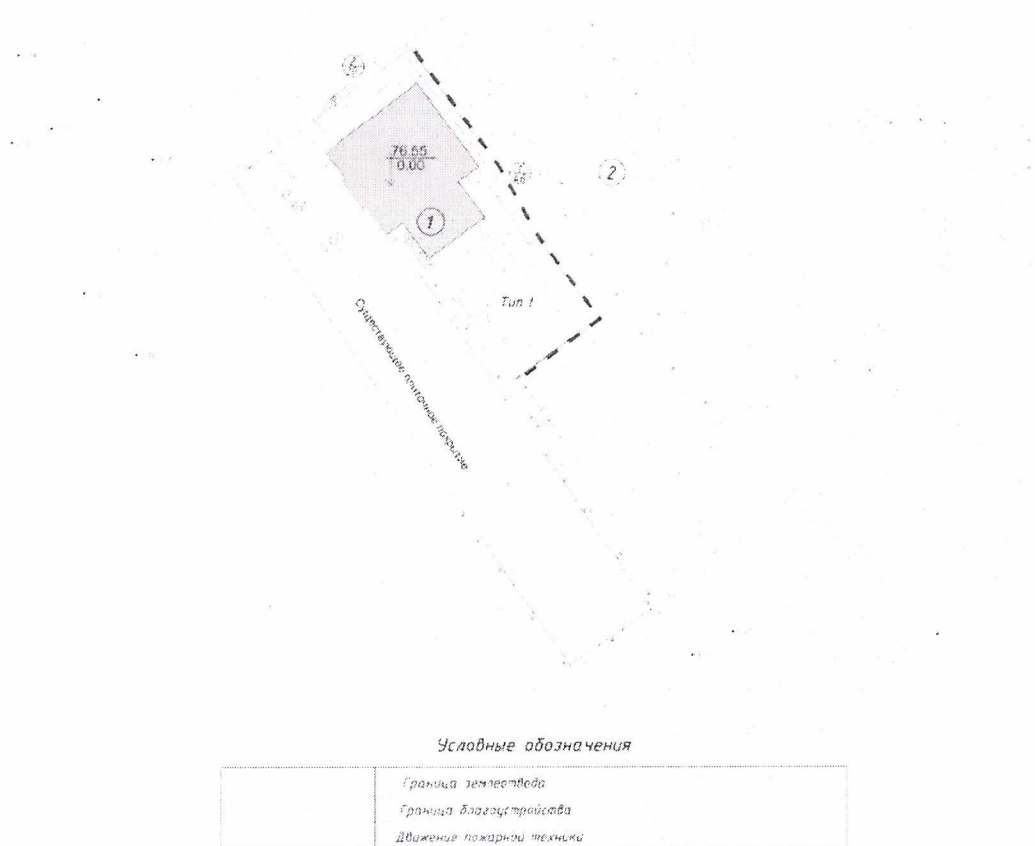 76.55
0.00
2
1
Тип 1
Существующее плиточное покрытие
Условные обозначения
Граница землеотвода
Граница благоустройства
Движение пожарной техники